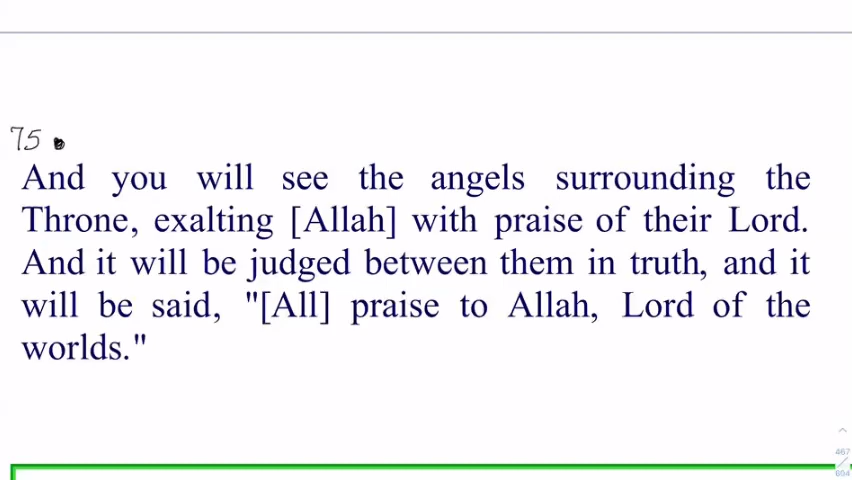 75
And you will see the angels surrounding the
Throne, exalting [Allah] with praise of their Lord.
And it will be judged between them in truth, and it
will be said, "[All] praise to Allah, Lord of the
worlds."
467
694